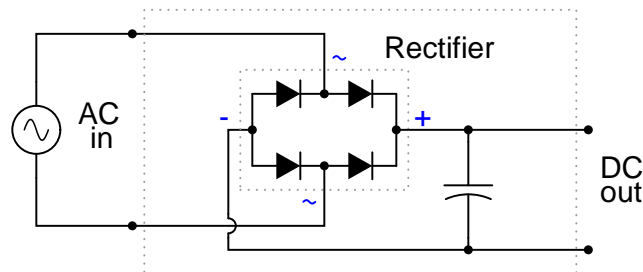 Rectifier
~
AC
in
- +
~
DC
out